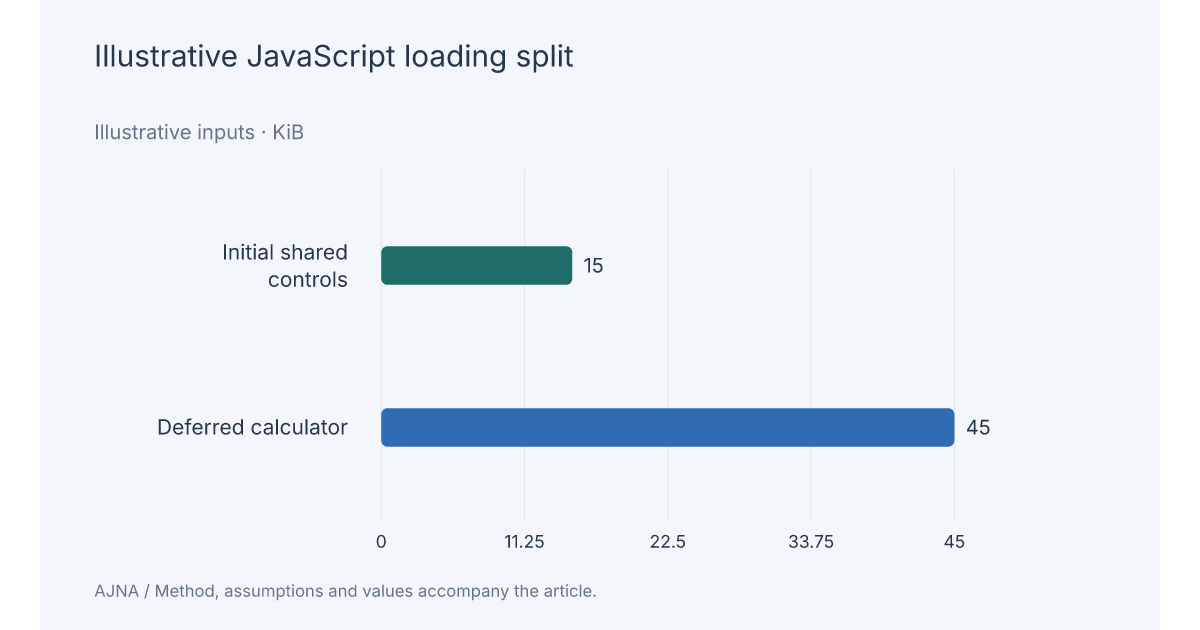 Illustrative JavaScript loading split
Illustrative inputs · KiB
Initial shared
controls
15
Deferred calculator
45
0
11.25
22.5
33.75
45
AJNA / Method, assumptions and values accompany the article.